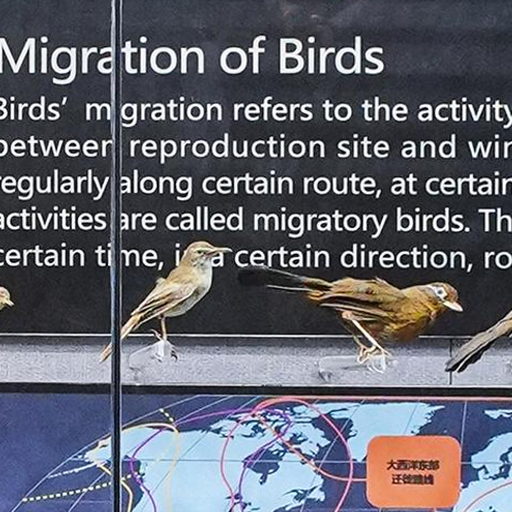 Migration of Birds
Birds' migration refers to the activity
between reproduction site and win
regularly along certain route, at certain
activities are called migratory birds. Th
certain time, in a certain direction, ro
大西洋东部
迁徙路线